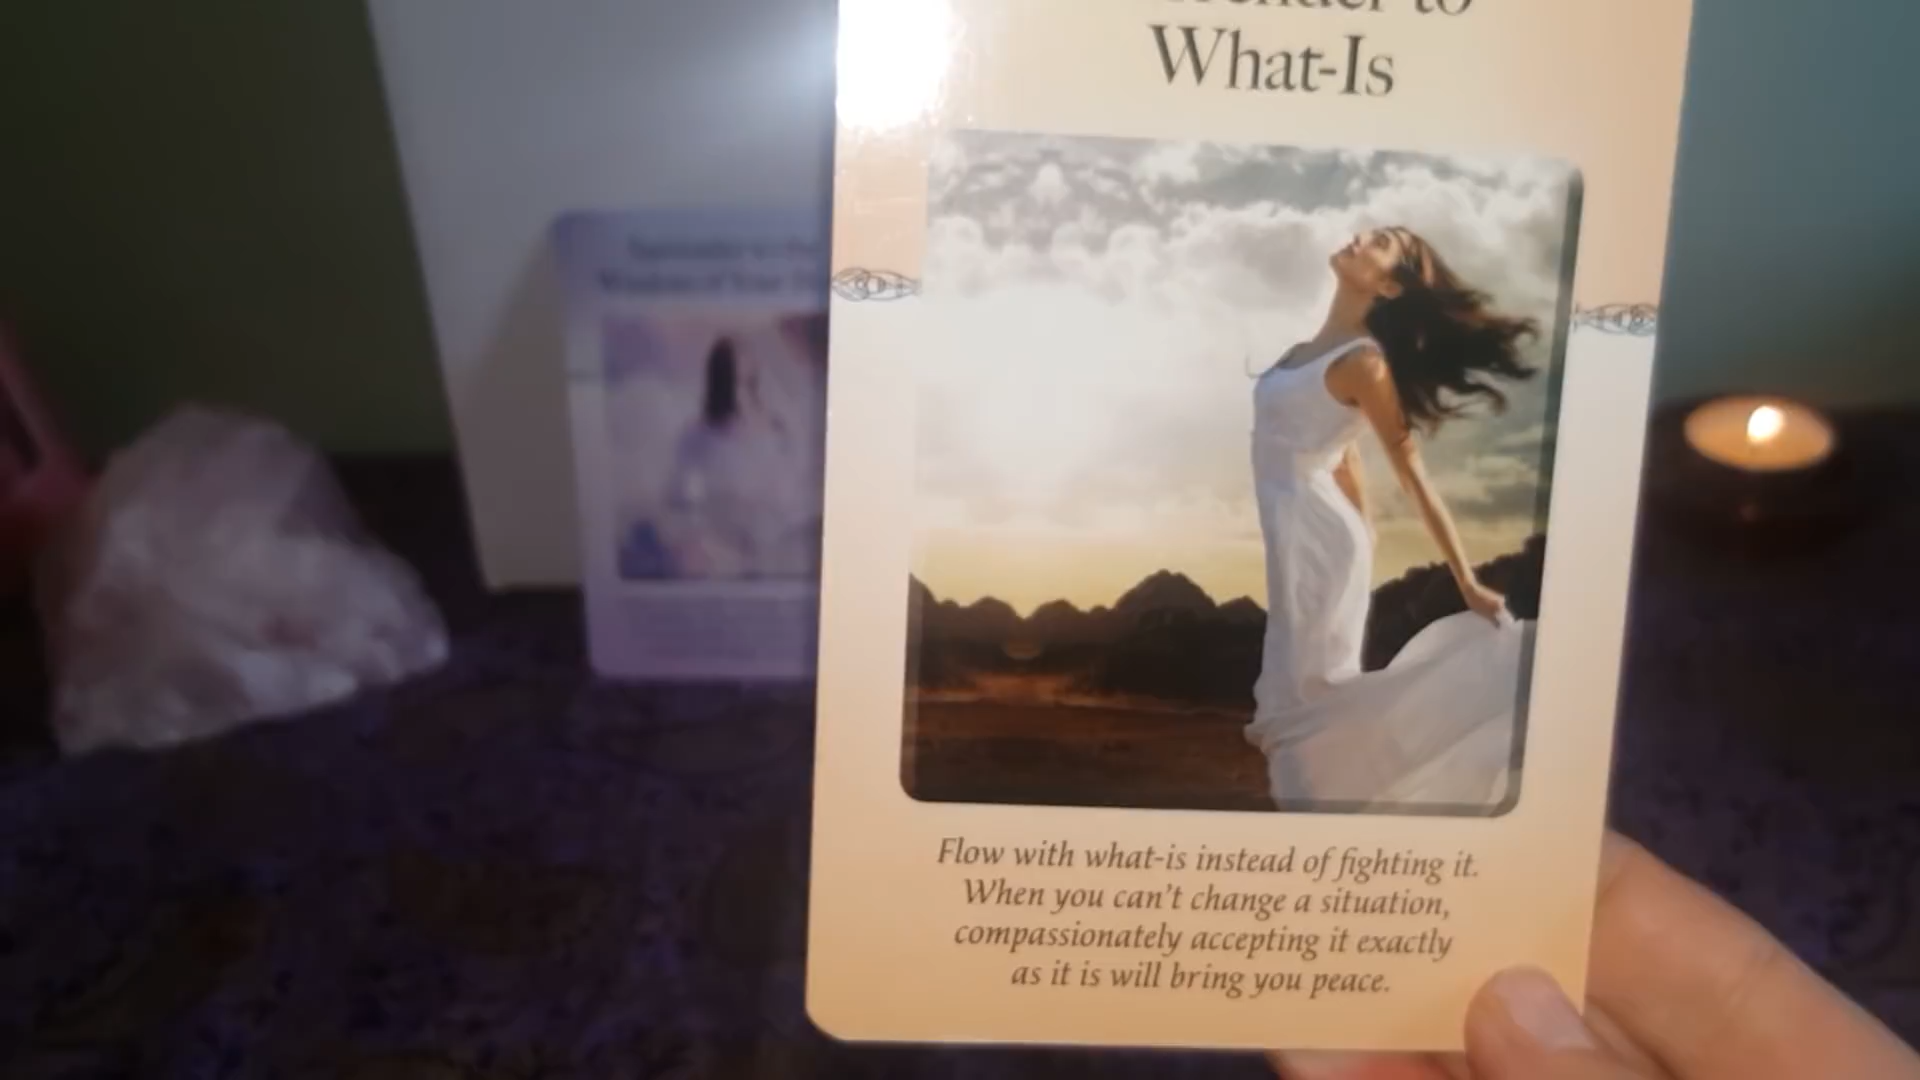 to
What-Is
Flow with what-is instead of fighting it.
When you can't change a situation,
compassionately accepting it exactly
as it is will bring you peace.